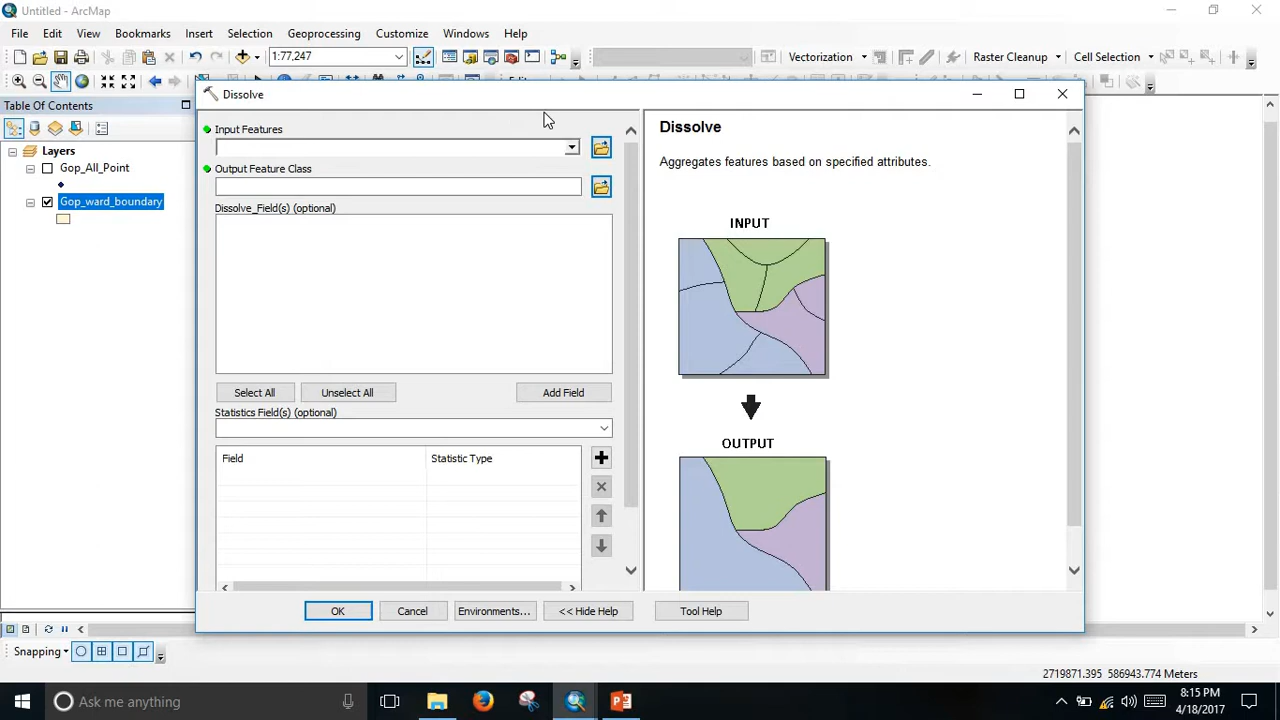 Untitled - ArcMap
File Edit View Bookmarks Insert Selection Geoprocessing Customize Windows Help
1:77,247
Vectorization
Raster Cleanup
Cell Selection
Table Of Contents
Layers
Gop_All_Point
Gop_ward_boundary
Dissolve
Input Features
Output Feature Class
Dissolve_Field(s) (optional)
Select All Unselect All Add Field
Statistics Field(s) (optional)
Field Statistic Type
OK Cancel Environments... << Hide Help Tool Help
Dissolve
Aggregates features based on specified attributes.
INPUT
OUTPUT
Snapping
2719871.395 586943.774 Meters
Ask me anything
8:15 PM
4/18/2017